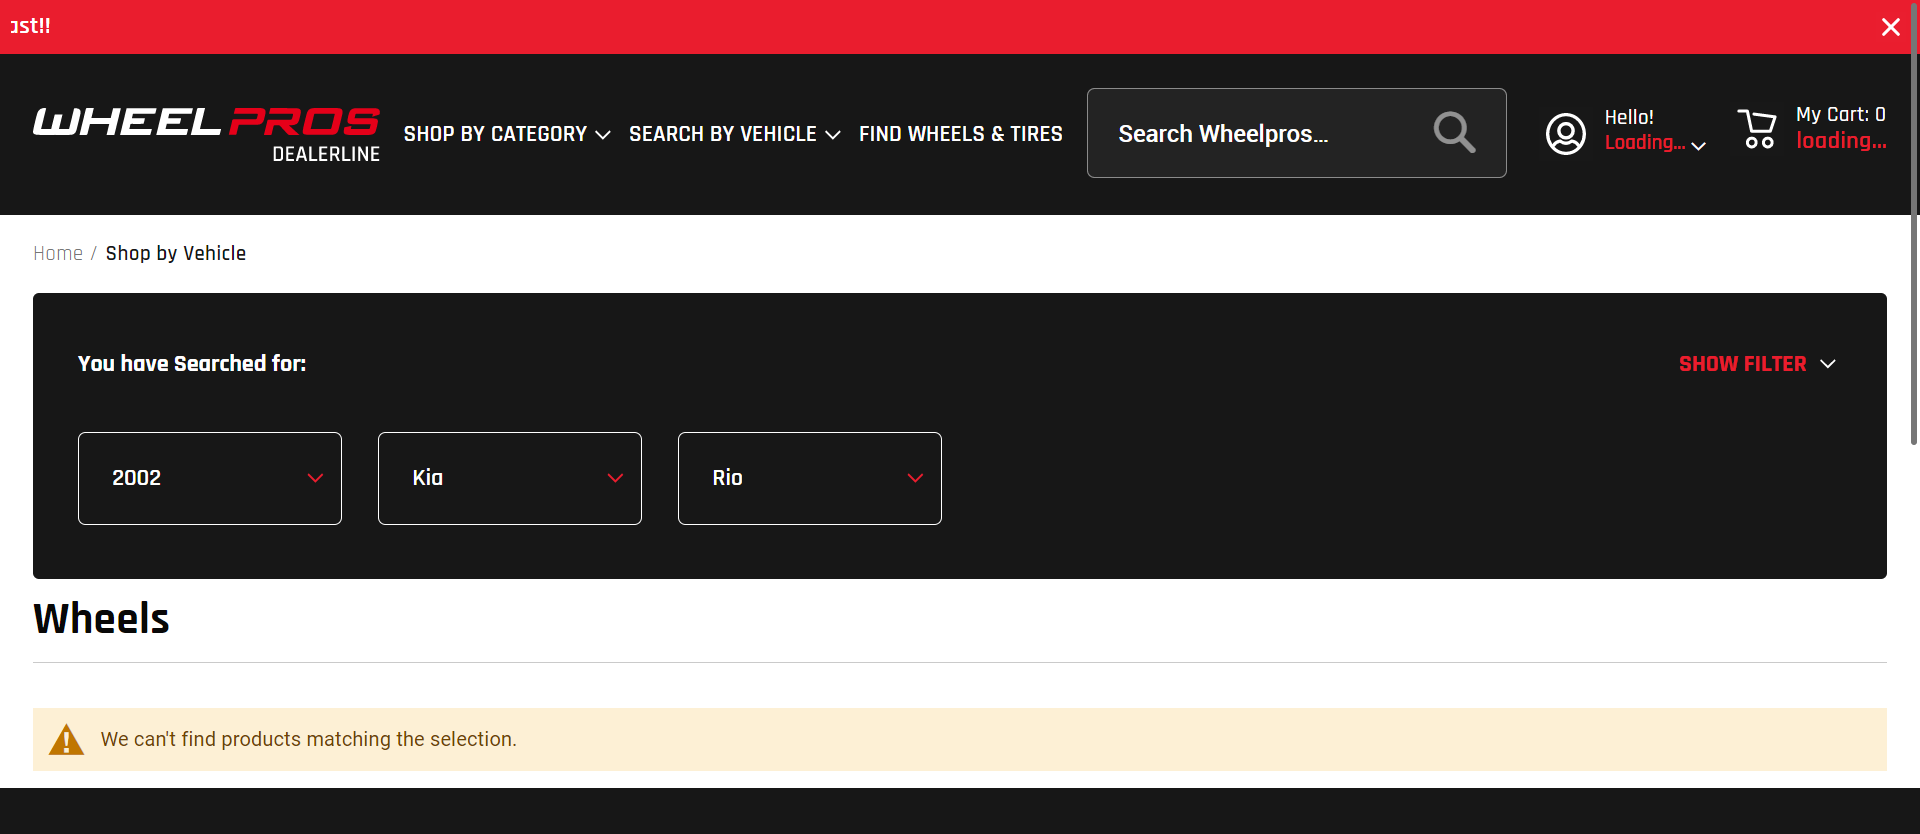 ast!!
WHEEL PROS
DEALERLINE
SHOP BY CATEGORY
SEARCH BY VEHICLE
FIND WHEELS & TIRES
Search Wheelpros...
Hello!
Loading...
My Cart: 0
loading...
Home / Shop by Vehicle
You have Searched for:
SHOW FILTER
2002
Kia
Rio
Wheels
We can't find products matching the selection.